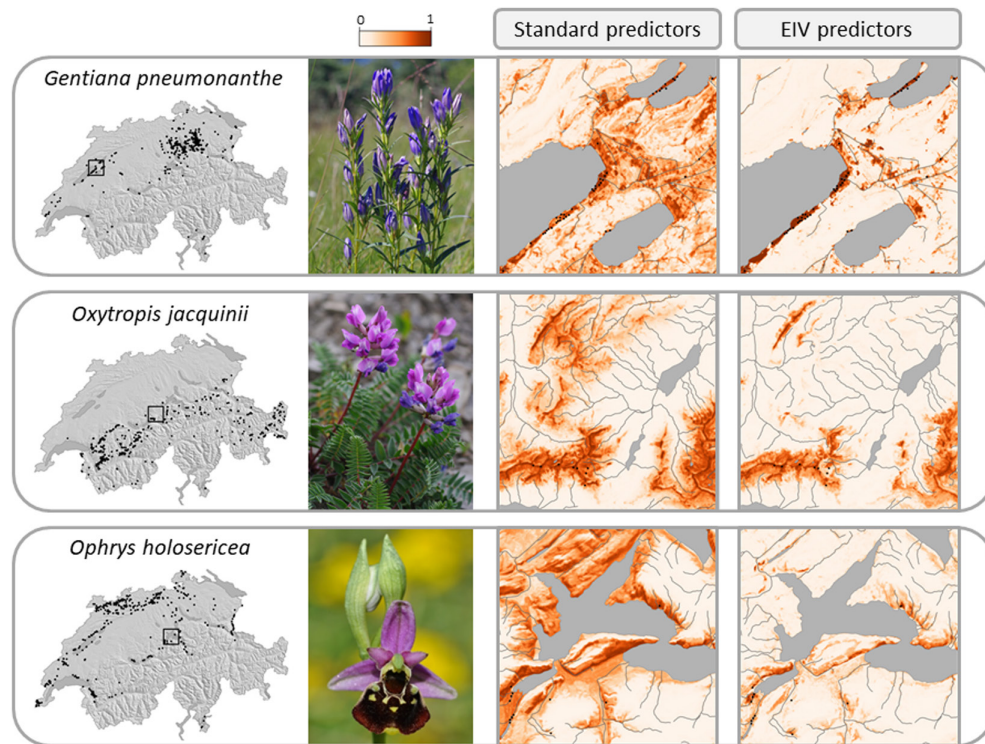 0 1
Standard predictors
EIV predictors
Gentiana pneumonanthe
Oxytropis jacquinii
Ophrys holosericea